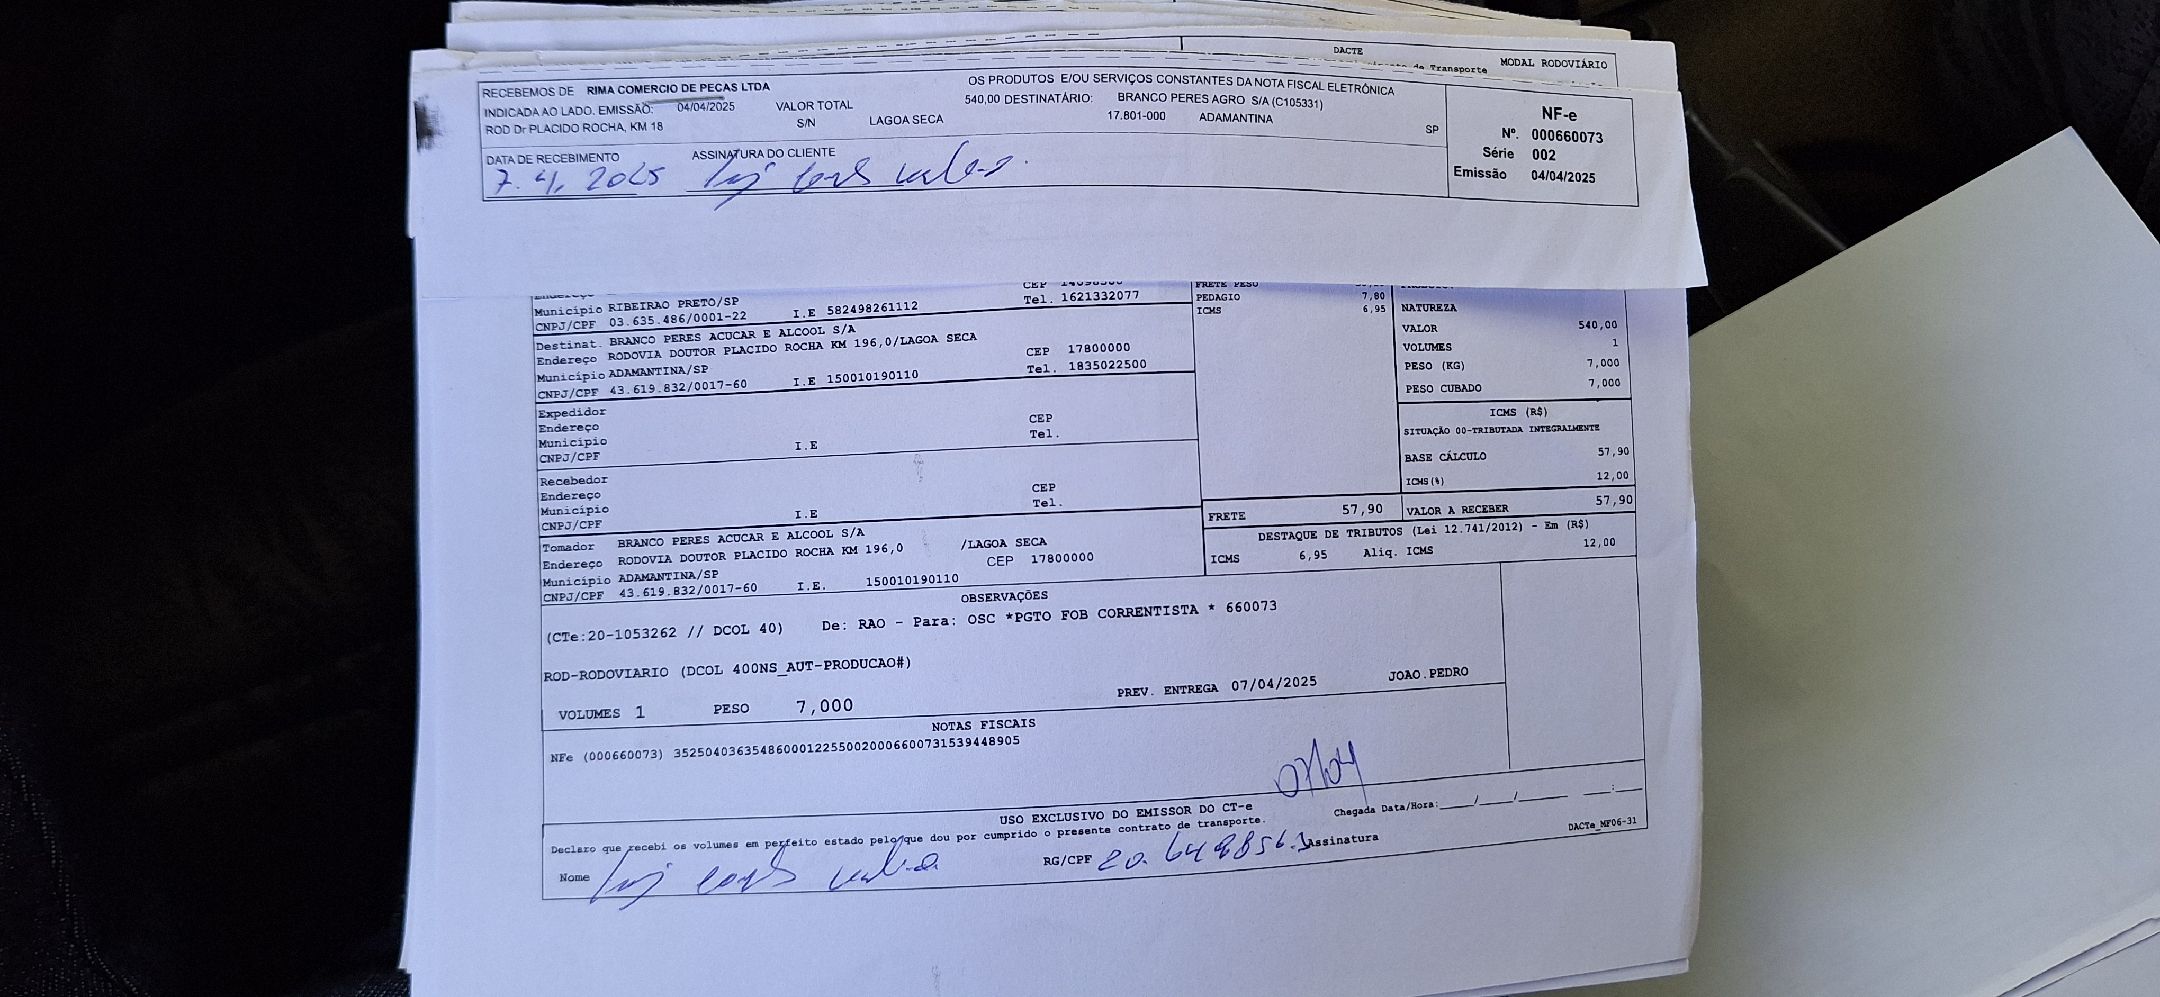 DACTE
de Transporte
MODAL RODOVIÁRIO
RECEBEMOS DE RIMA COMERCIO DE PECAS LTDA OS PRODUTOS E/OU SERVIÇOS CONSTANTES DA NOTA FISCAL ELETRÔNICA
INDICADA AO LADO. EMISSÃO: 04/04/2025 VALOR TOTAL 540,00 DESTINATÁRIO: BRANCO PERES AGRO S/A (C105331)
ROD Dr PLACIDO ROCHA, KM 18 S/N LAGOA SECA 17.801-000 ADAMANTINA SP
DATA DE RECEBIMENTO ASSINATURA DO CLIENTE
7. 4. 2025
NF-e
Nº. 000660073
Série 002
Emissão 04/04/2025
Município RIBEIRAO PRETO/SP Tel. 1621332077
CNPJ/CPF 03.635.486/0001-22 I.E 582498261112
Destinat. BRANCO PERES ACUCAR E ALCOOL S/A
Endereço RODOVIA DOUTOR PLACIDO ROCHA KM 196,0/LAGOA SECA CEP 17800000
Município ADAMANTINA/SP Tel. 1835022500
CNPJ/CPF 43.619.832/0017-60 I.E 150010190110
Expedidor
Endereço CEP
Município Tel.
CNPJ/CPF I.E
Recebedor
Endereço CEP
Município Tel.
CNPJ/CPF I.E
Tomador BRANCO PERES ACUCAR E ALCOOL S/A
Endereço RODOVIA DOUTOR PLACIDO ROCHA KM 196,0 /LAGOA SECA
Município ADAMANTINA/SP CEP 17800000
CNPJ/CPF 43.619.832/0017-60 I.E. 150010190110
FRETE PESO
PEDAGIO 7,80
ICMS 6,95
NATUREZA
VALOR 540,00
VOLUMES 1
PESO (KG) 7,000
PESO CUBADO 7,000
ICMS (R$)
SITUAÇÃO 00-TRIBUTADA INTEGRALMENTE
BASE CÁLCULO 57,90
ICMS(%) 12,00
FRETE 57,90 VALOR A RECEBER 57,90
DESTAQUE DE TRIBUTOS (Lei 12.741/2012) - Em (R$)
ICMS 6,95 Aliq. ICMS 12,00
OBSERVAÇÕES
(CTe:20-1053262 // DCOL 40) De: RAO - Para: OSC *PGTO FOB CORRENTISTA * 660073
ROD-RODOVIARIO (DCOL 400NS_AUT-PRODUCAO#)
VOLUMES 1 PESO 7,000 PREV. ENTREGA 07/04/2025 JOAO.PEDRO
NOTAS FISCAIS
NFe (000660073) 35250403635486000122550020006600731539448905
07/04
USO EXCLUSIVO DO EMISSOR DO CT-e
Chegada Data/Hora:____/____/______ ___:___
Declaro que recebi os volumes em perfeito estado pelo que dou por cumprido o presente contrato de transporte.
DACTe_MF06-31
Nome RG/CPF Assinatura